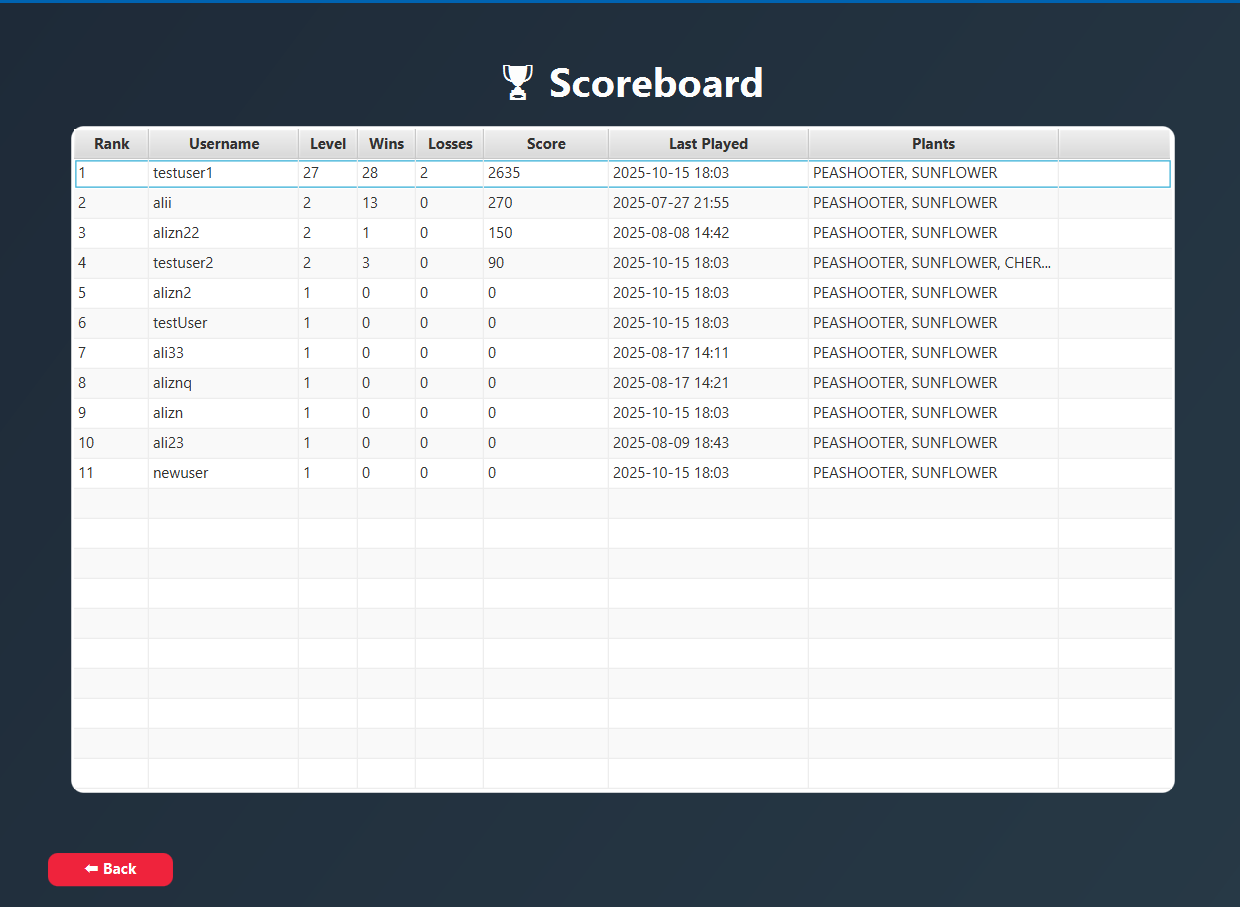 🏆 Scoreboard
Rank Username Level Wins Losses Score Last Played Plants
1 testuser1 27 28 2 2635 2025-10-15 18:03 PEASHOOTER, SUNFLOWER
2 alii 2 13 0 270 2025-07-27 21:55 PEASHOOTER, SUNFLOWER
3 alizn22 2 1 0 150 2025-08-08 14:42 PEASHOOTER, SUNFLOWER
4 testuser2 2 3 0 90 2025-10-15 18:03 PEASHOOTER, SUNFLOWER, CHER...
5 alizn2 1 0 0 0 2025-10-15 18:03 PEASHOOTER, SUNFLOWER
6 testUser 1 0 0 0 2025-10-15 18:03 PEASHOOTER, SUNFLOWER
7 ali33 1 0 0 0 2025-08-17 14:11 PEASHOOTER, SUNFLOWER
8 aliznq 1 0 0 0 2025-08-17 14:21 PEASHOOTER, SUNFLOWER
9 alizn 1 0 0 0 2025-10-15 18:03 PEASHOOTER, SUNFLOWER
10 ali23 1 0 0 0 2025-08-09 18:43 PEASHOOTER, SUNFLOWER
11 newuser 1 0 0 0 2025-10-15 18:03 PEASHOOTER, SUNFLOWER
⬅ Back